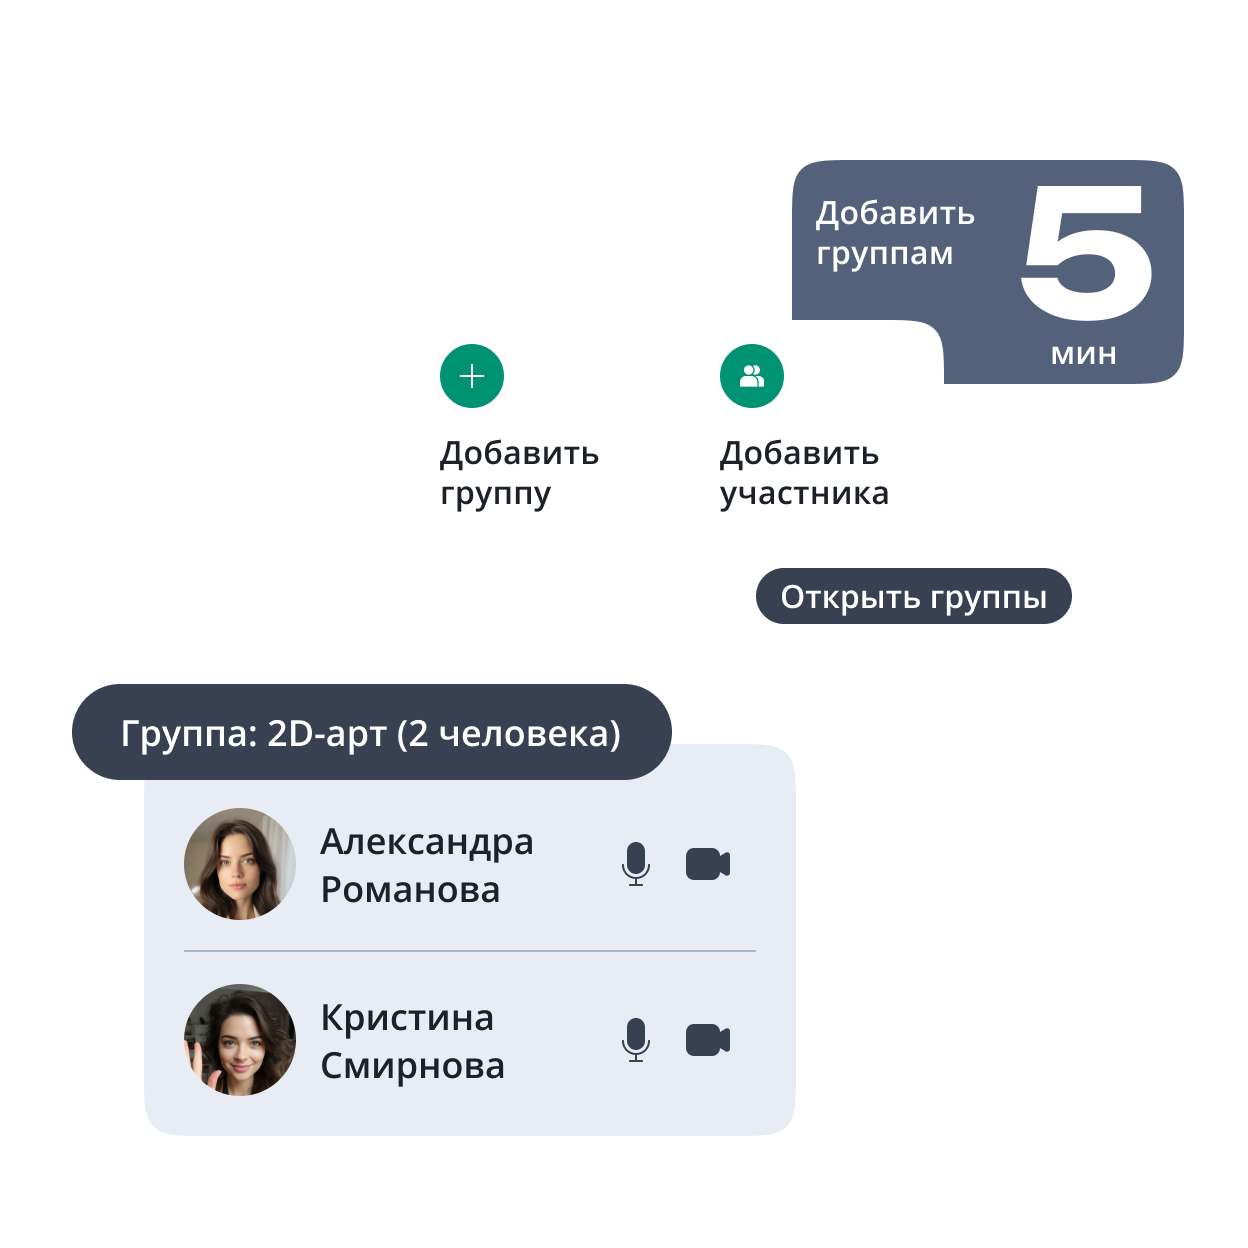 Добавить
группам
5
мин
Добавить
группу
Добавить
участника
Открыть группы
Группа: 2D-арт (2 человека)
Александра
Романова
Кристина
Смирнова